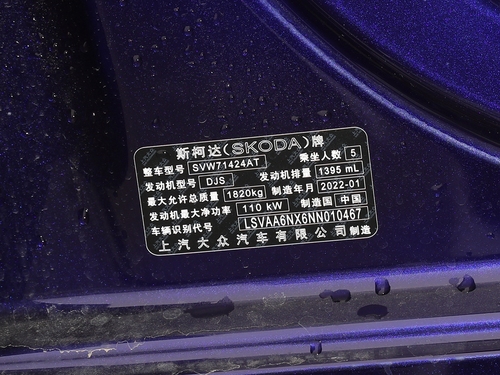 斯柯达(SKODA)牌
整车型号 SVW71424AT 乘坐人数 5
发动机型号 DJS 发动机排量 1395 mL
最大允许总质量 1820kg 制造年月 2022-01
发动机最大净功率 110 kW 制造国 中国
车辆识别代号 LSVAA6NX6NN010467
上汽大众汽车有限公司制造